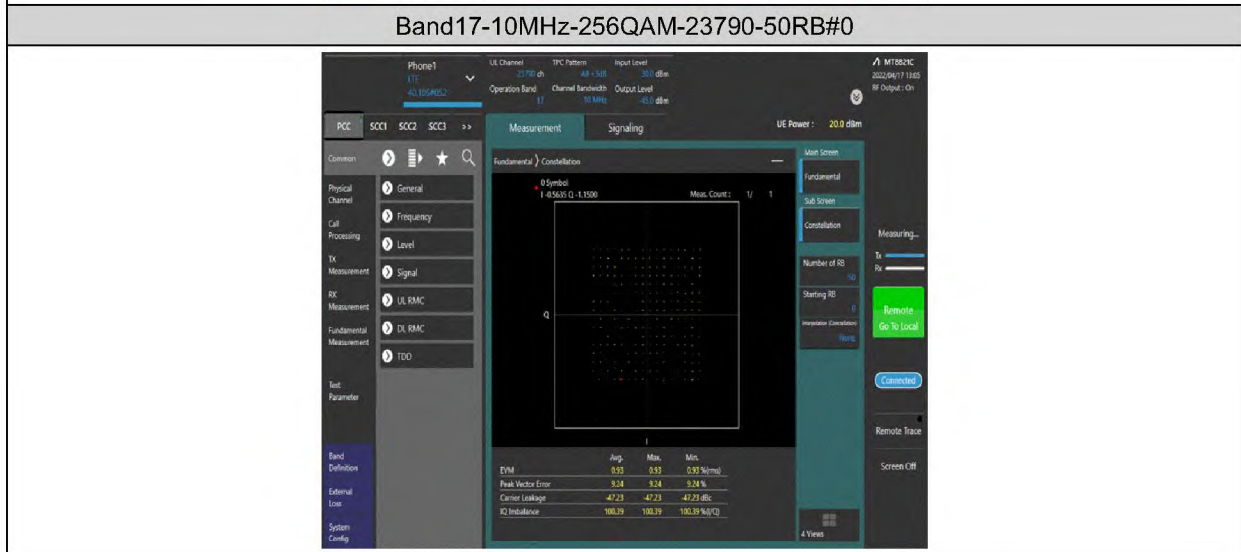 Band17-10MHz-256QAM-23790-50RB#0
Phone1
LTE
UL Channel TPC Pattern Input Level
23790 ch All +3dB 30.0 dBm
Operation Band Channel Bandwidth Output Level
17 10 MHz dBm
MT8821C
2022/04/17 13:05
RF Output : On
PCC SCC1 SCC2 SCC3 >>
Measurement Signaling
UE Power : 20.0 dBm
Common
Physical
Channel
Call
Processing
TX
Measurement
RX
Measurement
Fundamental
Measurement
Test
Parameter
Band
Definition
External
Loss
System
Config
General
Frequency
Level
Signal
UL RMC
DL RMC
TDD
Fundamental Constellation
0 Symbol
I -0.5635 Q -1.1500 Meas. Count : 1/ 1
Q
I
Avg. Max. Min.
EVM 0.93 0.93 0.93 %(rms)
Peak Vector Error 9.24 9.24 9.24 %
Carrier Leakage -47.23 -47.23 -47.23 dBc
IQ Imbalance 100.39 100.39 100.39 %(I/Q)
Main Screen
Fundamental
Sub Screen
Constellation
Number of RB
50
Starting RB
0
None
4 Views
Measuring...
Tx
Rx
Remote
Go To Local
Connected
Remote Trace
Screen Off